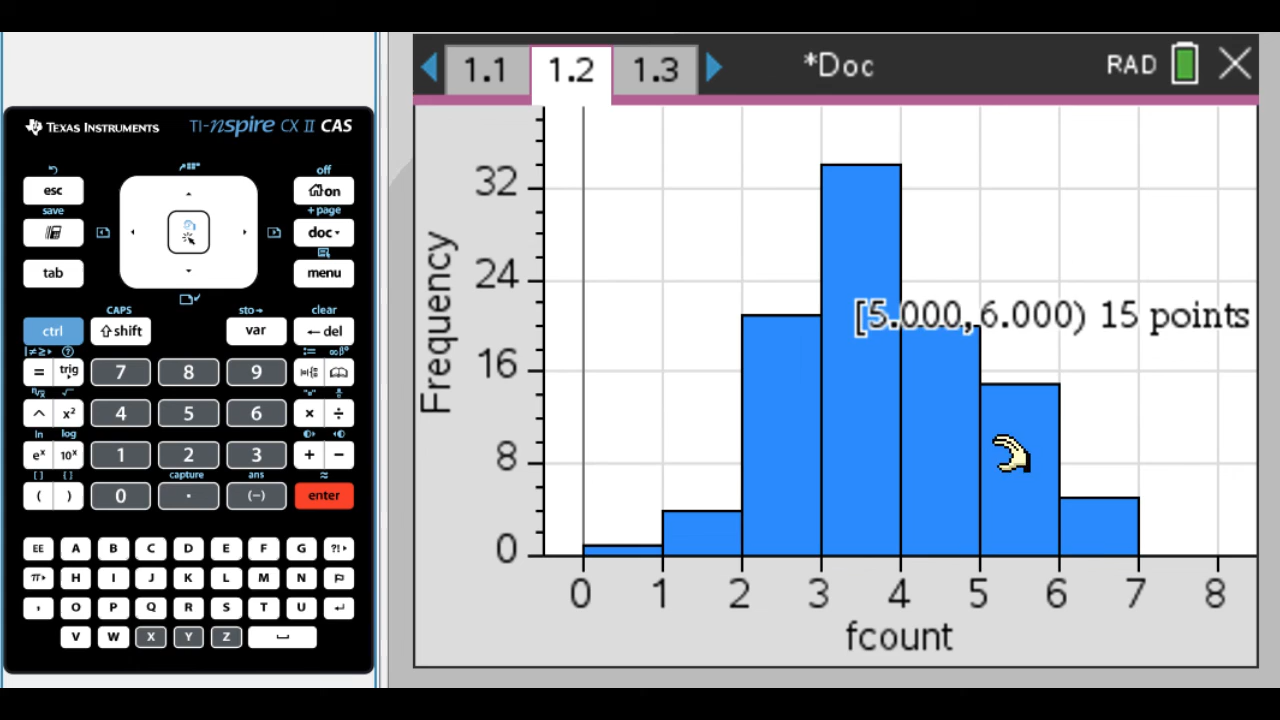 TEXAS INSTRUMENTS TI-nspire CX II CAS
off
esc on
save +page
doc
tab menu
CAPS sto→ clear
ctrl ⇧shift var ←del
|≠≥▸ ? := αβ°
= trig 7 8 9
ⁿ√x √ "□"
^ x² 4 5 6 × ÷
ln log
eˣ 10ˣ 1 2 3 + −
[ ] { } capture ans ≈
( ) 0 . (−) enter
EE A B C D E F G ?!▸
π▸ H I J K L M N
, O P Q R S T U ↵
V W X Y Z
1.1 1.2 1.3 *Doc RAD
Frequency
32
24
16
8
0
[5.000,6.000) 15 points
0 1 2 3 4 5 6 7 8
fcount